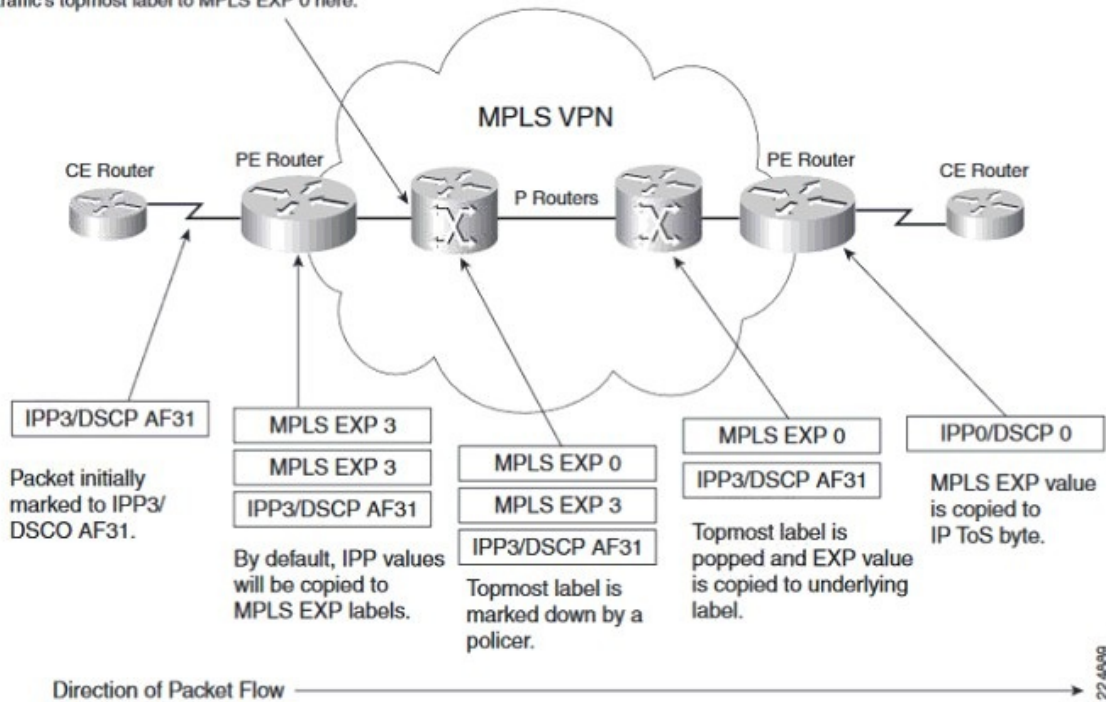 traffic's topmost label to MPLS EXP 0 here.
MPLS VPN
CE Router
PE Router
P Routers
PE Router
CE Router
IPP3/DSCP AF31
Packet initially
marked to IPP3/
DSCO AF31.
MPLS EXP 3
MPLS EXP 3
IPP3/DSCP AF31
By default, IPP values
will be copied to
MPLS EXP labels.
MPLS EXP 0
MPLS EXP 3
IPP3/DSCP AF31
Topmost label is
marked down by a
policer.
MPLS EXP 0
IPP3/DSCP AF31
Topmost label is
popped and EXP value
is copied to underlying
label.
IPP0/DSCP 0
MPLS EXP value
is copied to
IP ToS byte.
Direction of Packet Flow